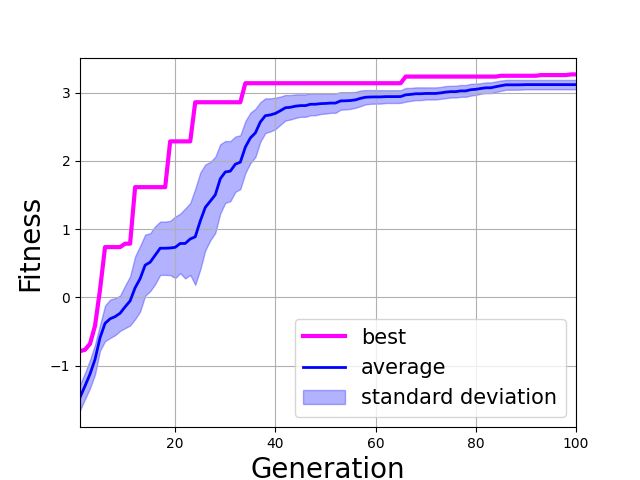 3
2
1
0
−1
Fitness
best
average
standard deviation
20 40 60 80 100
Generation